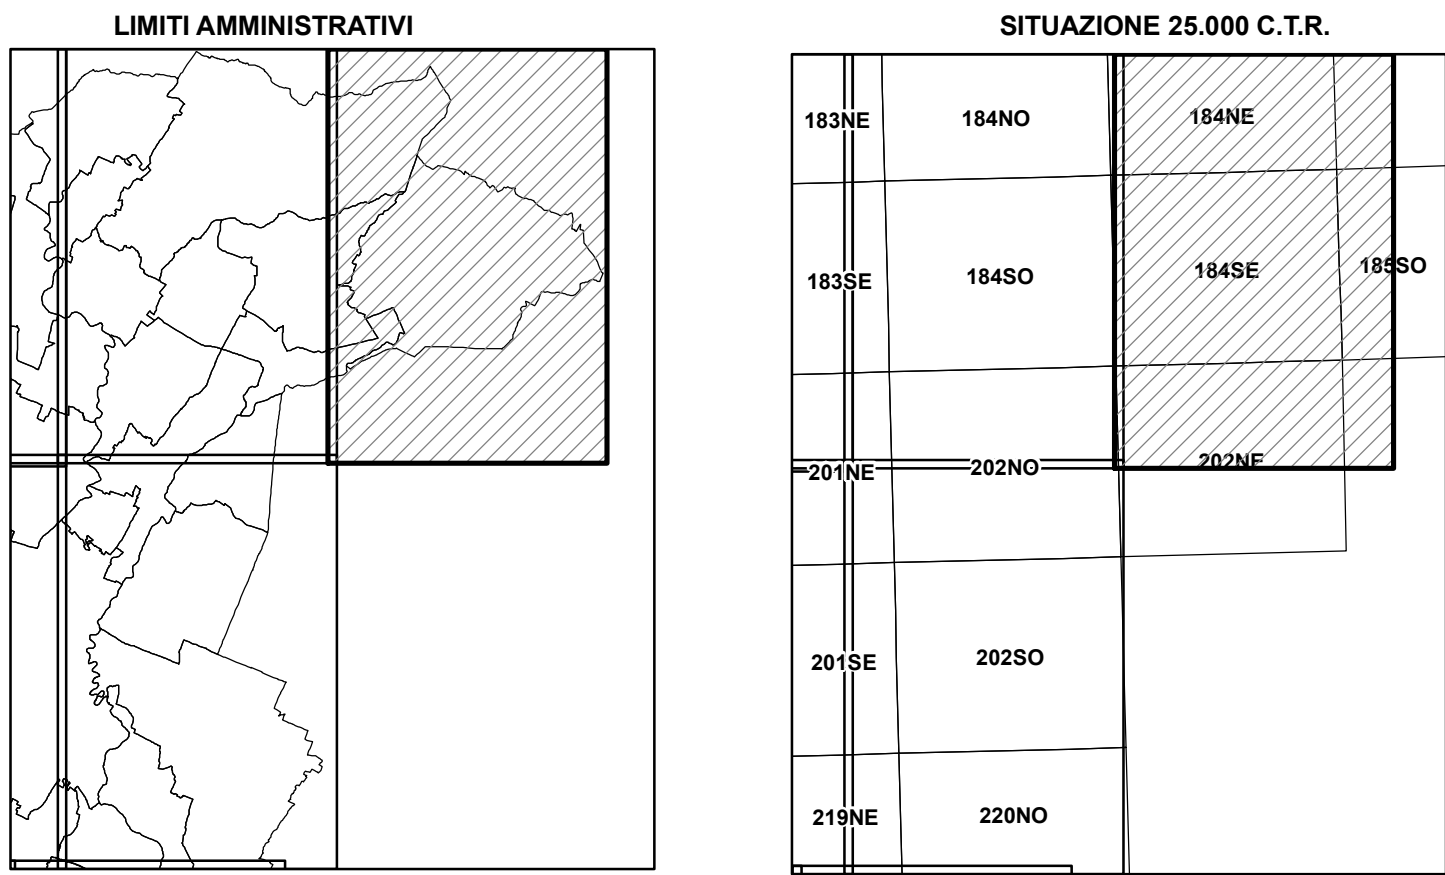 LIMITI AMMINISTRATIVI
SITUAZIONE 25.000 C.T.R.
183NE
184NO
184NE
183SE
184SO
184SE
185SO
201NE
202NO
202NE
201SE
202SO
219NE
220NO